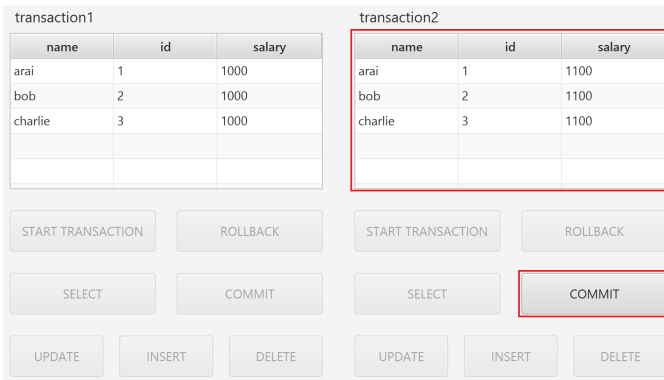 transaction1
name id salary
arai 1 1000
bob 2 1000
charlie 3 1000
START TRANSACTION ROLLBACK
SELECT COMMIT
UPDATE INSERT DELETE
transaction2
name id salary
arai 1 1100
bob 2 1100
charlie 3 1100
START TRANSACTION ROLLBACK
SELECT COMMIT
UPDATE INSERT DELETE